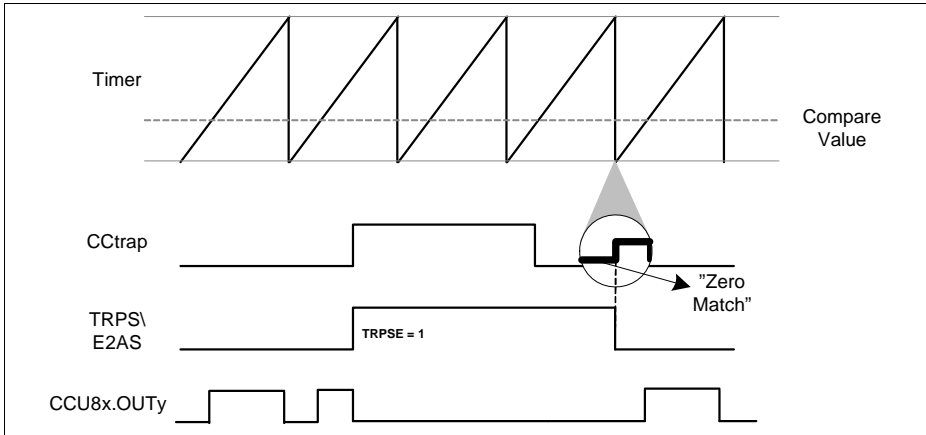 Timer
Compare
Value
CCtrap
”Zero
Match”
TRPS\
E2AS
TRPSE = 1
CCU8x.OUTy